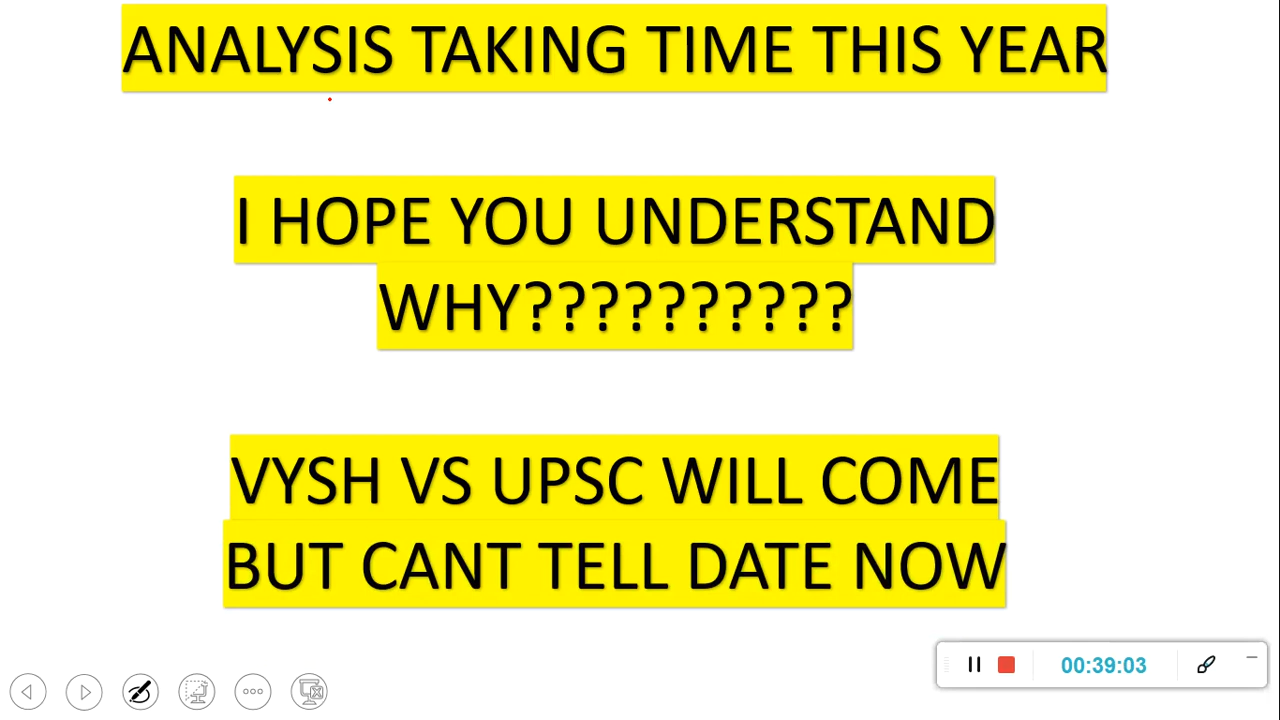 ANALYSIS TAKING TIME THIS YEAR
I HOPE YOU UNDERSTAND
WHY??????????
VYSH VS UPSC WILL COME
BUT CANT TELL DATE NOW
00:39:03